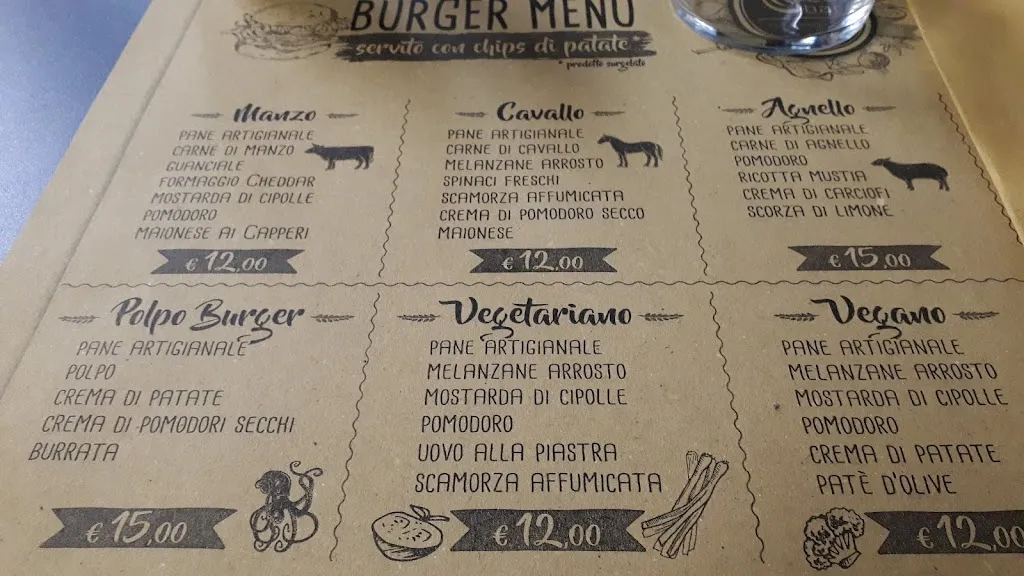 BURGER MENU
servito con chips di patate *
* prodotto surgelato
Manzo
PANE ARTIGIANALE
CARNE DI MANZO
GUANCIALE
FORMAGGIO CHEDDAR
MOSTARDA DI CIPOLLE
POMODORO
MAIONESE AI CAPPERI
€ 12,00
Cavallo
PANE ARTIGIANALE
CARNE DI CAVALLO
MELANZANE ARROSTO
SPINACI FRESCHI
SCAMORZA AFFUMICATA
CREMA DI POMODORO SECCO
MAIONESE
€ 12,00
Agnello
PANE ARTIGIANALE
CARNE DI AGNELLO
POMODORO
RICOTTA MUSTIA
CREMA DI CARCIOFI
SCORZA DI LIMONE
€ 15,00
Polpo Burger
PANE ARTIGIANALE
POLPO
CREMA DI PATATE
CREMA DI POMODORI SECCHI
BURRATA
€ 15,00
Vegetariano
PANE ARTIGIANALE
MELANZANE ARROSTO
MOSTARDA DI CIPOLLE
POMODORO
UOVO ALLA PIASTRA
SCAMORZA AFFUMICATA
€ 12,00
Vegano
PANE ARTIGIANALE
MELANZANE ARROSTO
MOSTARDA DI CIPOLLE
POMODORO
CREMA DI PATATE
PATÈ D'OLIVE
€ 12,00